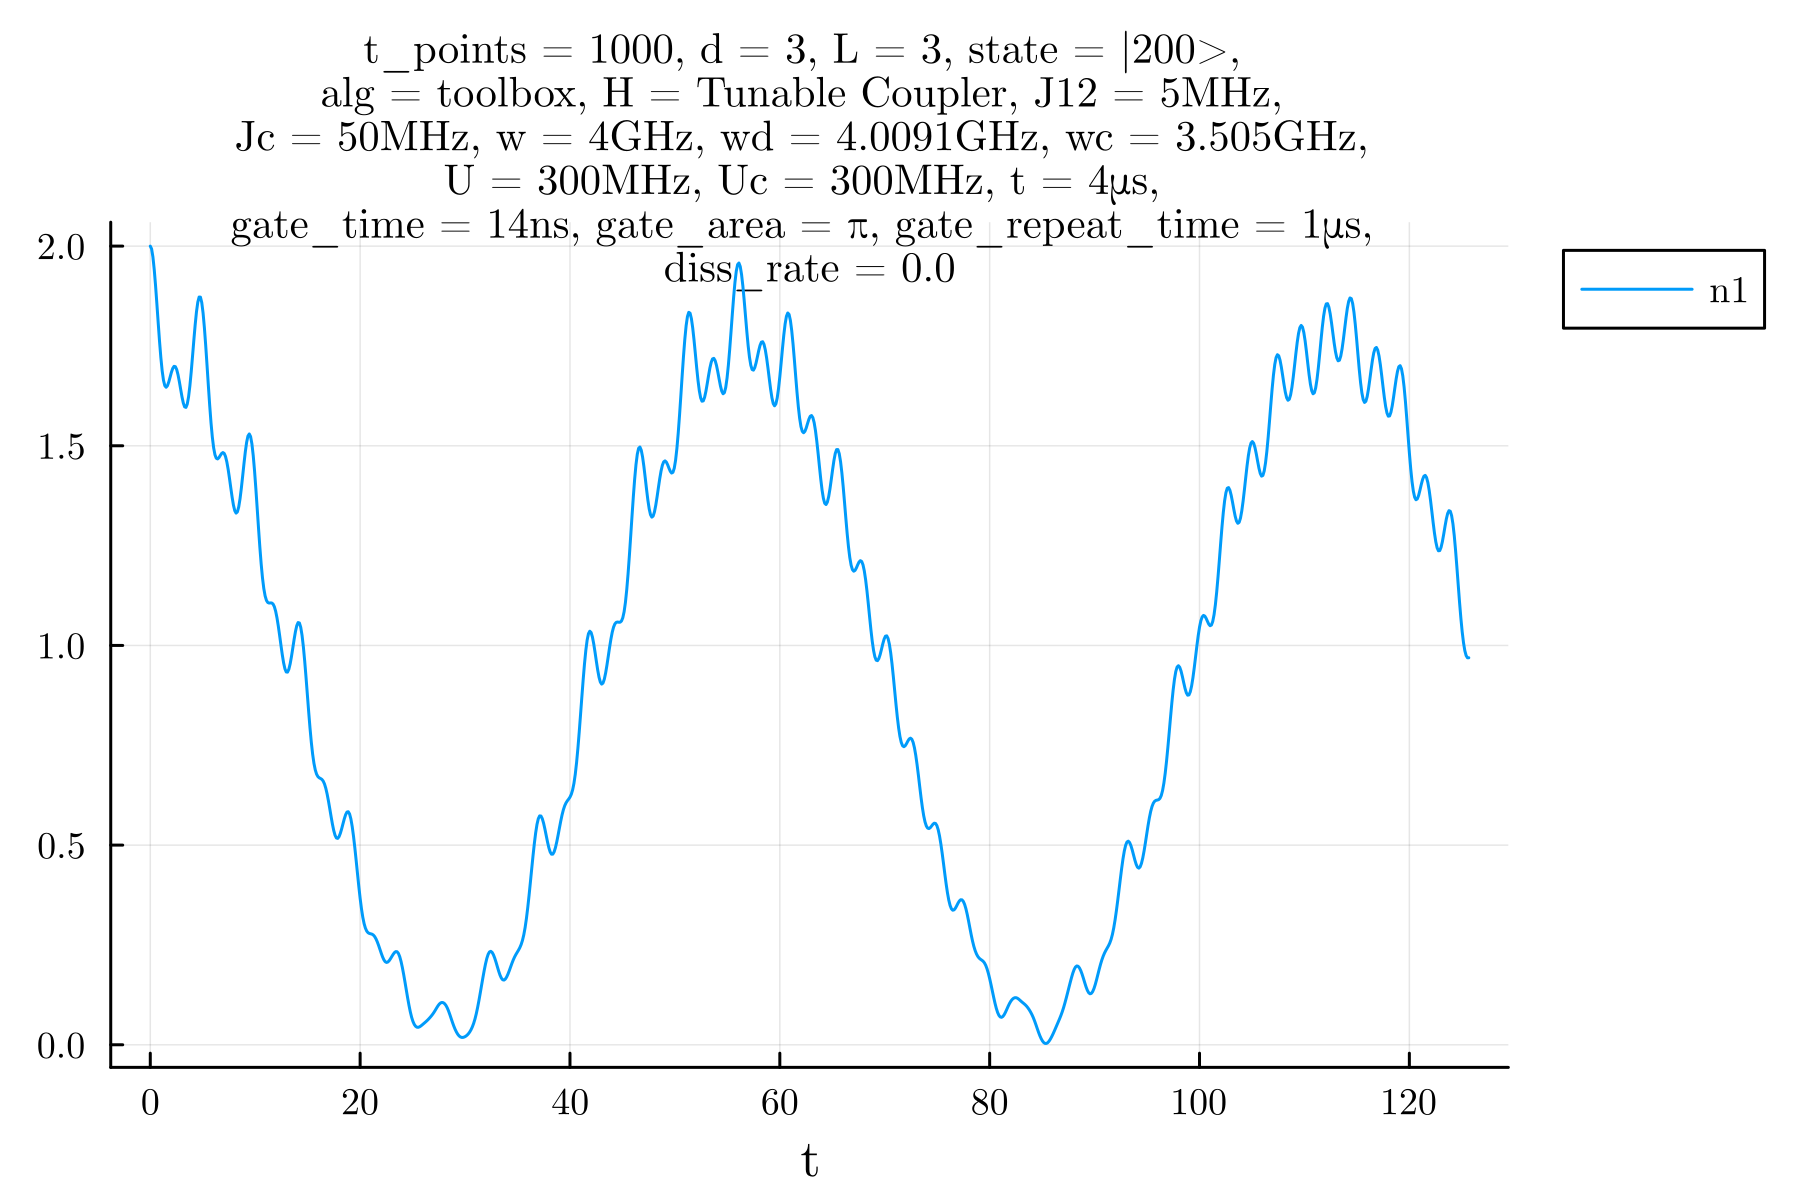 t_points = 1000, d = 3, L = 3, state = |200>,
alg = toolbox, H = Tunable Coupler, J12 = 5MHz,
Jc = 50MHz, w = 4GHz, wd = 4.0091GHz, wc = 3.505GHz,
U = 300MHz, Uc = 300MHz, t = 4μs,
gate_time = 14ns, gate_area = π, gate_repeat_time = 1μs,
diss_rate = 0.0
2.0
1.5
1.0
0.5
0.0
n1
0 20 40 60 80 100 120
t